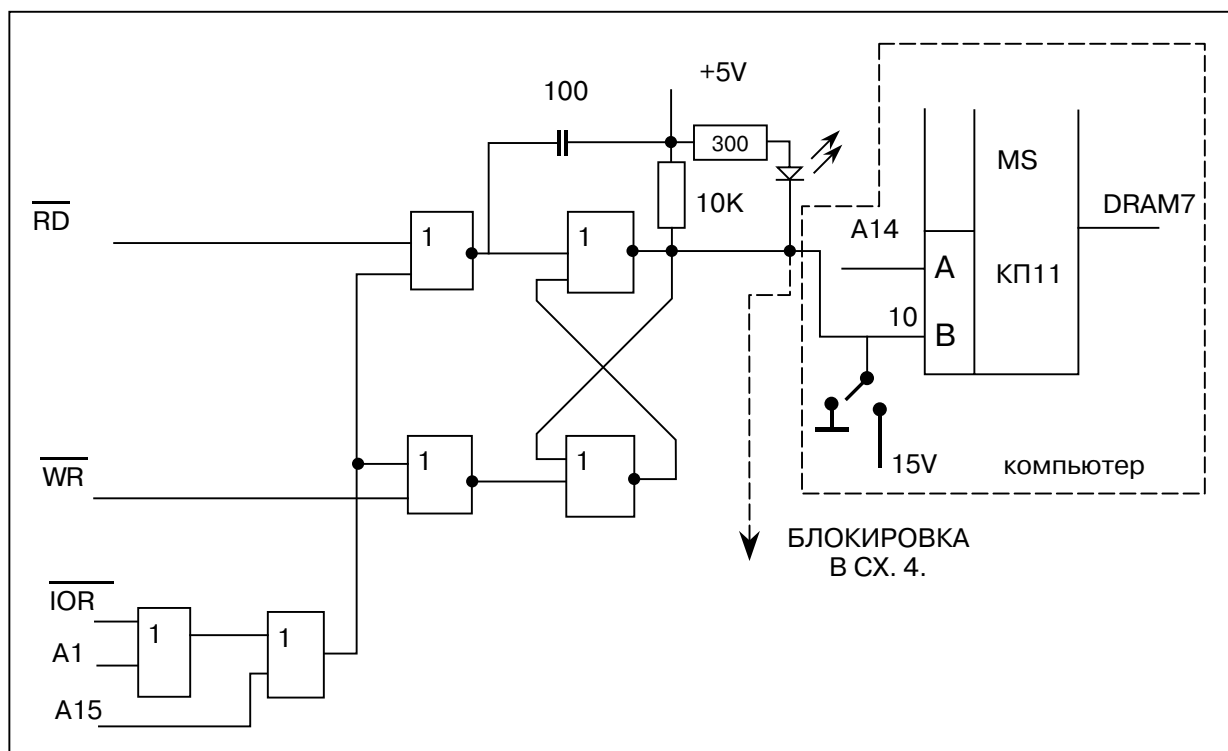 +5V
100
300
MS
10K
DRAM7
RD
1
1
A14
A
КП11
10
B
WR
1
1
15V
компьютер
БЛОКИРОВКА
В СХ. 4.
IOR
1
1
A1
A15